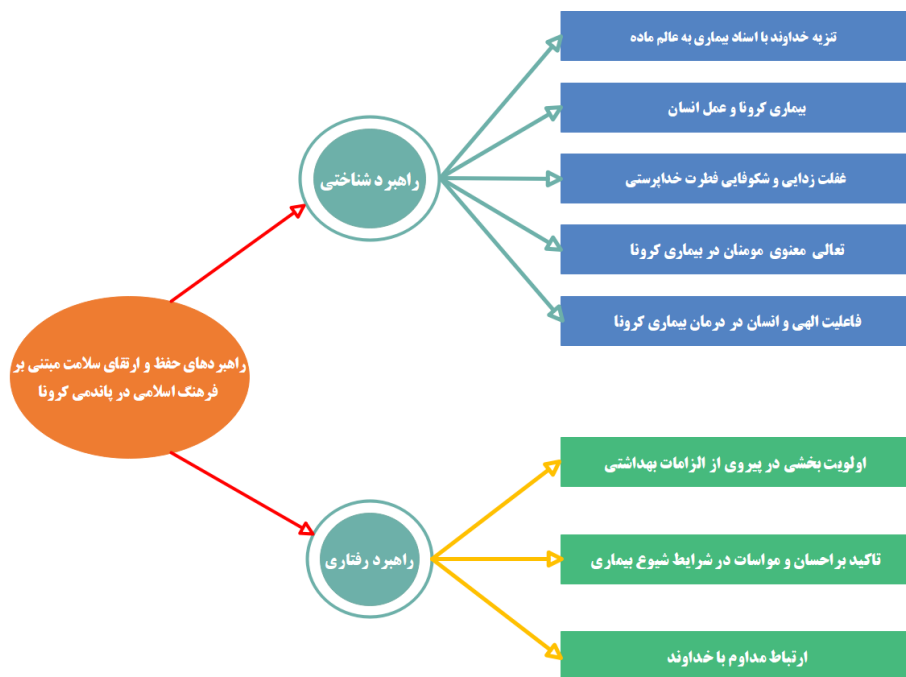 راهبردهای حفظ و ارتقای سلامت مبتنی بر
فرهنگ اسلامی در پاندمی کرونا
راهبرد شناختی
تنزیه خداوند با اسناد بیماری به عالم ماده
بیماری کرونا و عمل انسان
غفلت زدایی و شکوفایی فطرت خداپرستی
تعالی معنوی مومنان در بیماری کرونا
فاعلیت الهی و انسان در درمان بیماری کرونا
راهبرد رفتاری
اولویت بخشی در پیروی از الزامات بهداشتی
تاکید براحسان و مواسات در شرایط شیوع بیماری
ارتباط مداوم با خداوند